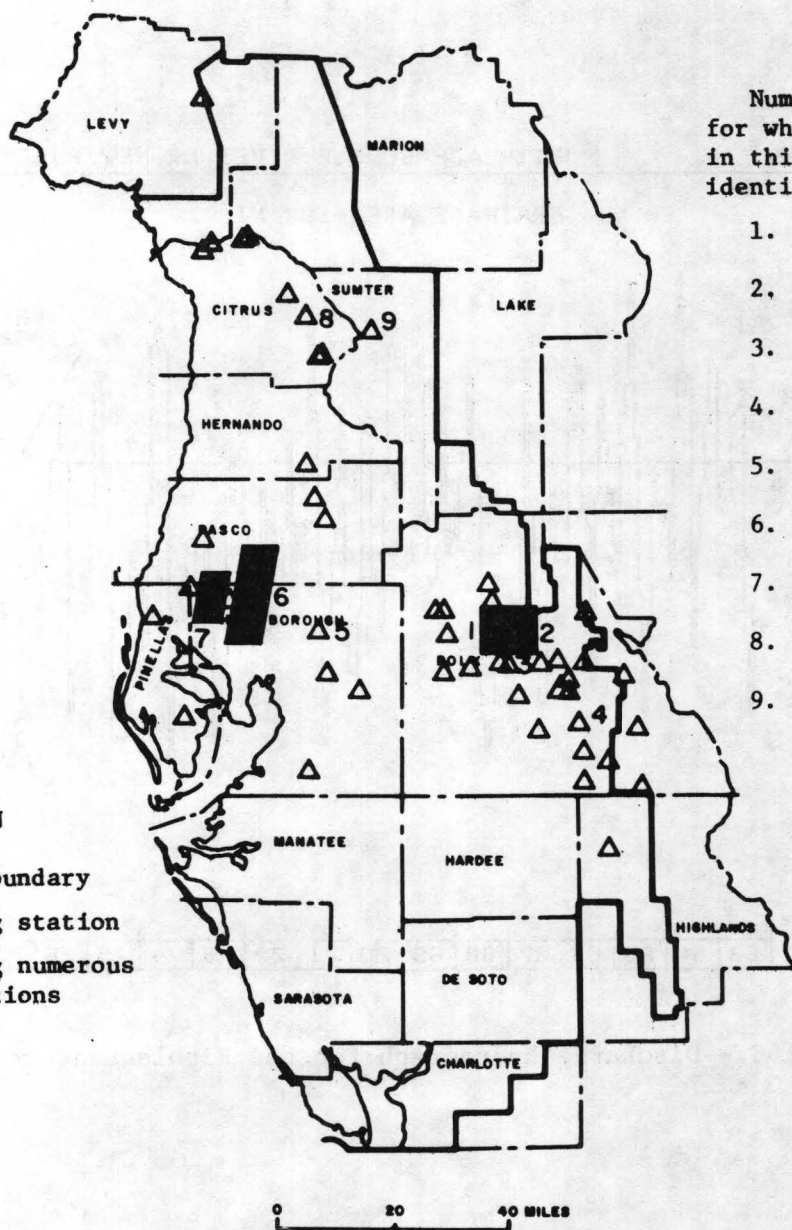 Num
for wh
in this
identi
1.
2.
3.
4.
5.
6.
7.
8.
9.
LEVY
MARION
SUMTER
CITRUS
8
9
LAKE
HERNANDO
PASCO
6
BOROUGH
5
7
PINELLAS
1
2
POLK
3
4
MANATEE
HARDEE
HIGHLANDS
SARASOTA
DE SOTO
CHARLOTTE
N
oundary
g station
g numerous
tions
0 20 40 MILES